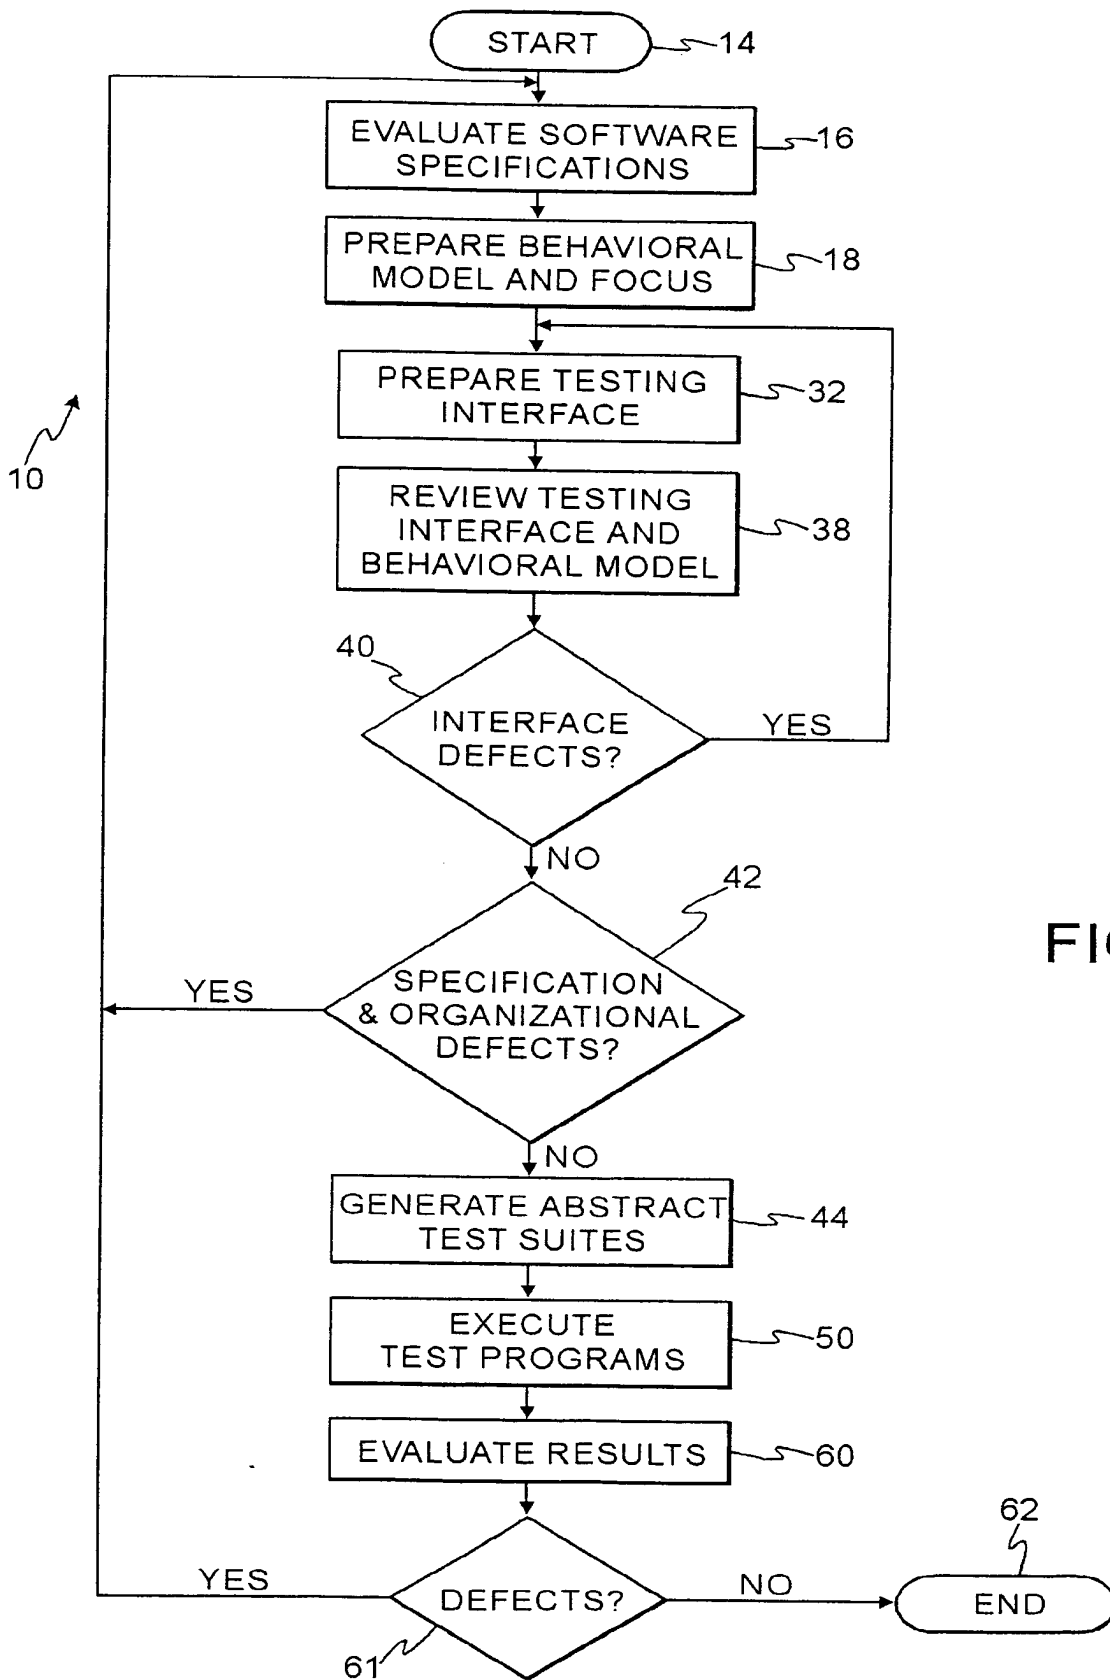 START
14
EVALUATE SOFTWARE
SPECIFICATIONS
16
PREPARE BEHAVIORAL
MODEL AND FOCUS
18
PREPARE TESTING
INTERFACE
32
10
REVIEW TESTING
INTERFACE AND
BEHAVIORAL MODEL
38
40
INTERFACE
DEFECTS?
YES
NO
42
SPECIFICATION
& ORGANIZATIONAL
DEFECTS?
YES
NO
GENERATE ABSTRACT
TEST SUITES
44
EXECUTE
TEST PROGRAMS
50
EVALUATE RESULTS
60
DEFECTS?
YES
NO
61
62
END